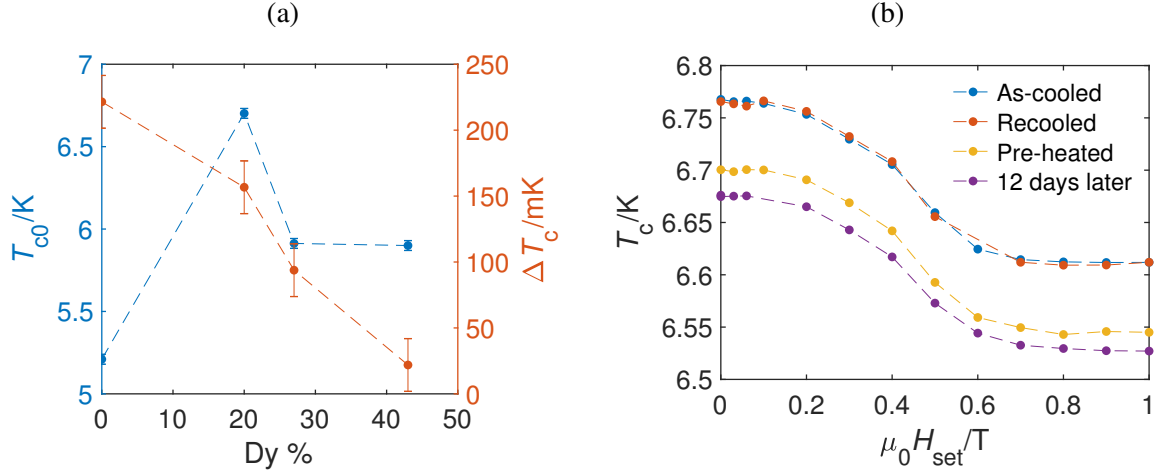 (a)
7
6.5
6
5.5
5
T_c0/K
250
200
150
100
50
0
Δ T_c/mK
0 10 20 30 40 50
Dy %
(b)
6.8
6.75
6.7
6.65
6.6
6.55
6.5
T_c/K
As-cooled
Recooled
Pre-heated
12 days later
0 0.2 0.4 0.6 0.8 1
μ_0H_set/T